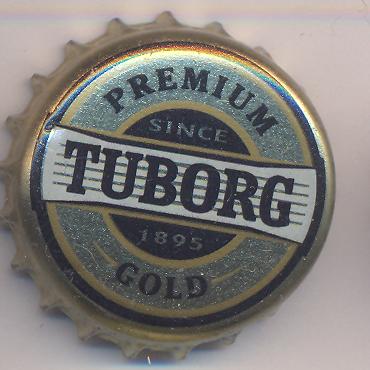 PREMIUM
SINCE
TUBORG
1895
GOLD